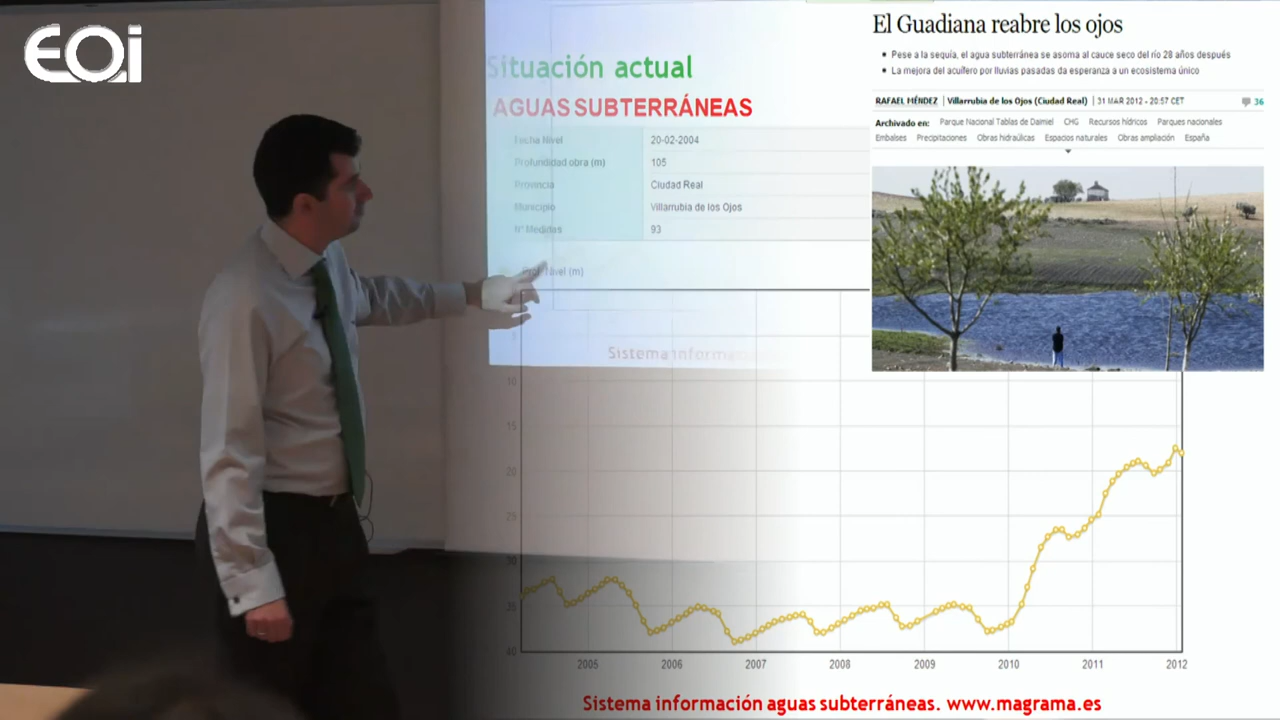 EOi
Situación actual
AGUAS SUBTERRÁNEAS
Fecha Nivel 20-02-2004
Profundidad obra (m) 105
Provincia Ciudad Real
Municipio Villarrubia de los Ojos
Nº Medidas 93
Prof. Nivel (m)
5
10
15
20
25
30
35
40
2005 2006 2007 2008 2009 2010 2011 2012
Sistema informac
Sistema información aguas subterráneas. www.magrama.es
El Guadiana reabre los ojos
Pese a la sequía, el agua subterránea se asoma al cauce seco del río 28 años después
La mejora del acuífero por lluvias pasadas da esperanza a un ecosistema único
RAFAEL MÉNDEZ | Villarrubia de los Ojos (Ciudad Real) | 31 MAR 2012 - 20:57 CET 36
Archivado en: Parque Nacional Tablas de Daimiel CHG Recursos hídricos Parques nacionales
Embalses Precipitaciones Obras hidraúlicas Espacios naturales Obras ampliación España